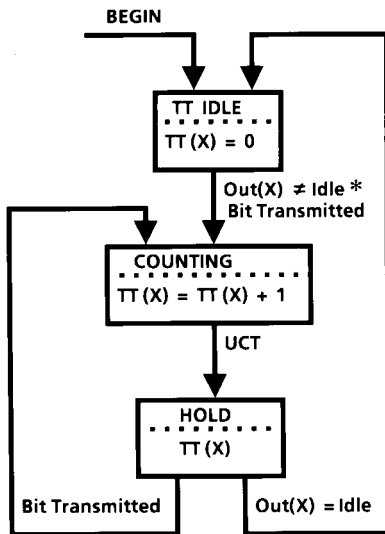 BEGIN
TT IDLE
TT(X) = 0
Out(X) ≠ Idle *
Bit Transmitted
COUNTING
TT(X) = TT(X) + 1
UCT
HOLD
TT(X)
Bit Transmitted
Out(X) = Idle